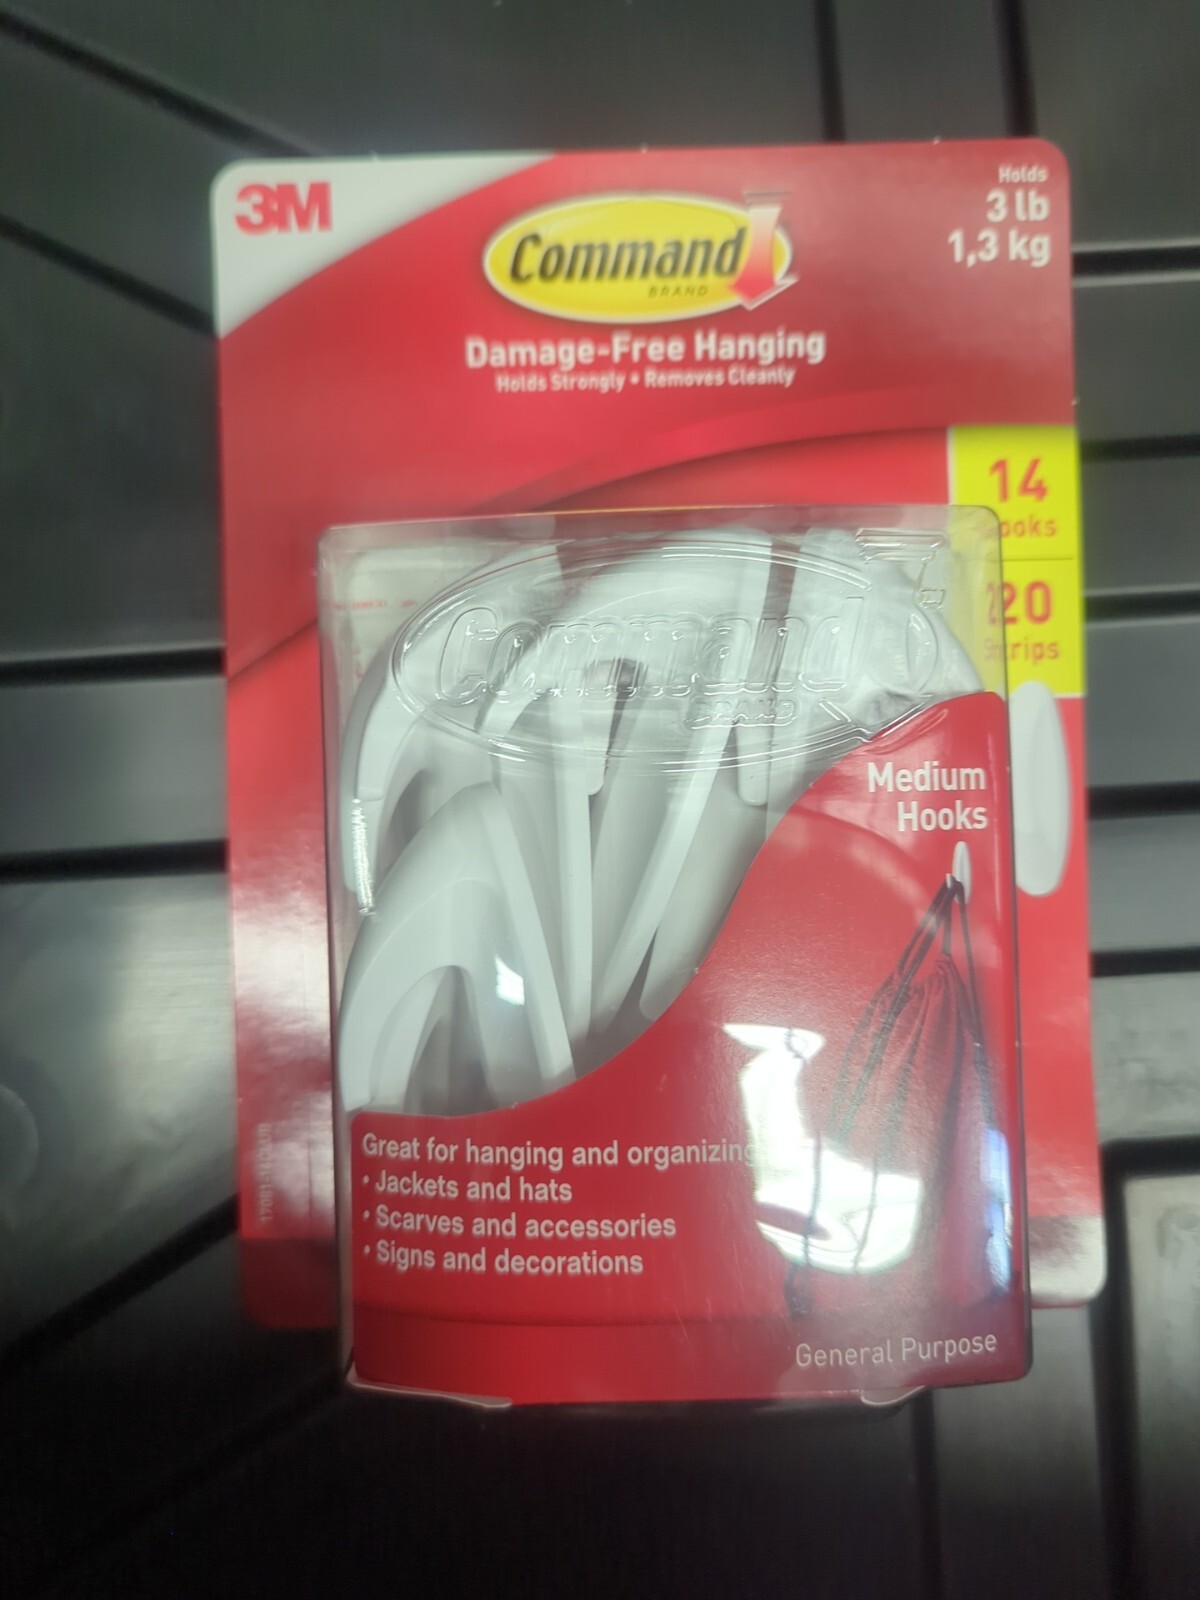 3M
Holds
3 lb
1,3 kg
Command
BRAND
Damage-Free Hanging
Holds Strongly • Removes Cleanly
14
Hooks
20
Strips
Command
BRAND
Medium
Hooks
Great for hanging and organizing
• Jackets and hats
• Scarves and accessories
• Signs and decorations
General Purpose